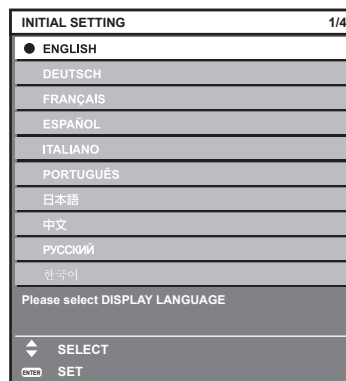 INITIAL SETTING 1/4
ENGLISH
DEUTSCH
FRANÇAIS
ESPAÑOL
ITALIANO
PORTUGUÊS
日本語
中文
РУССКИЙ
한국어
Please select DISPLAY LANGUAGE
SELECT
ENTER SET